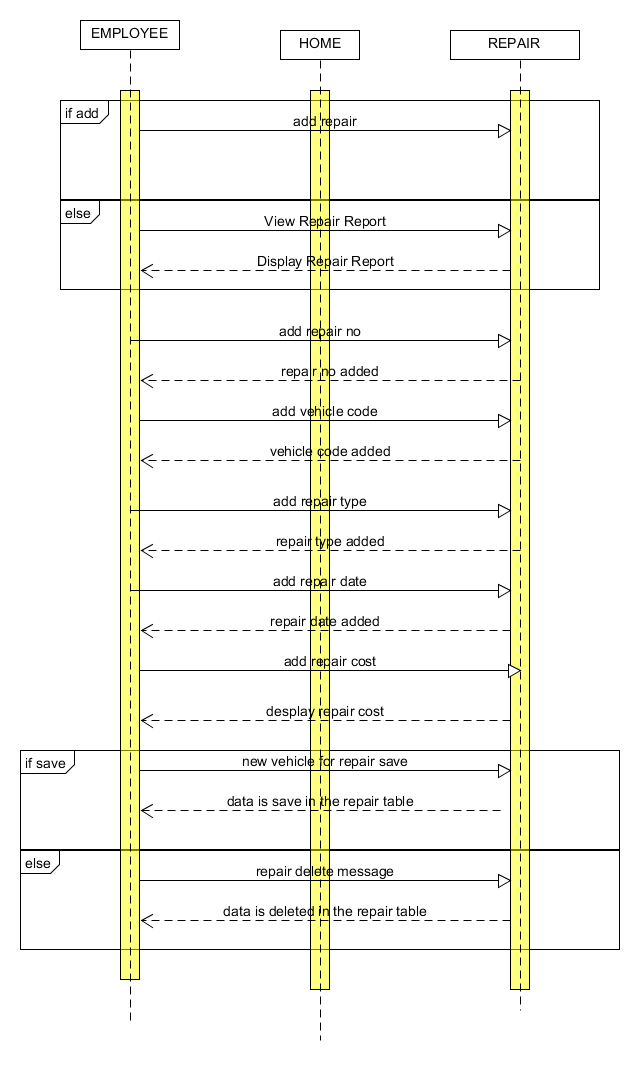 EMPLOYEE
HOME
REPAIR
if add
add repair
else
View Repair Report
Display Repair Report
add repair no
repair no added
add vehicle code
vehicle code added
add repair type
repair type added
add repair date
repair date added
add repair cost
desplay repair cost
if save
new vehicle for repair save
data is save in the repair table
else
repair delete message
data is deleted in the repair table